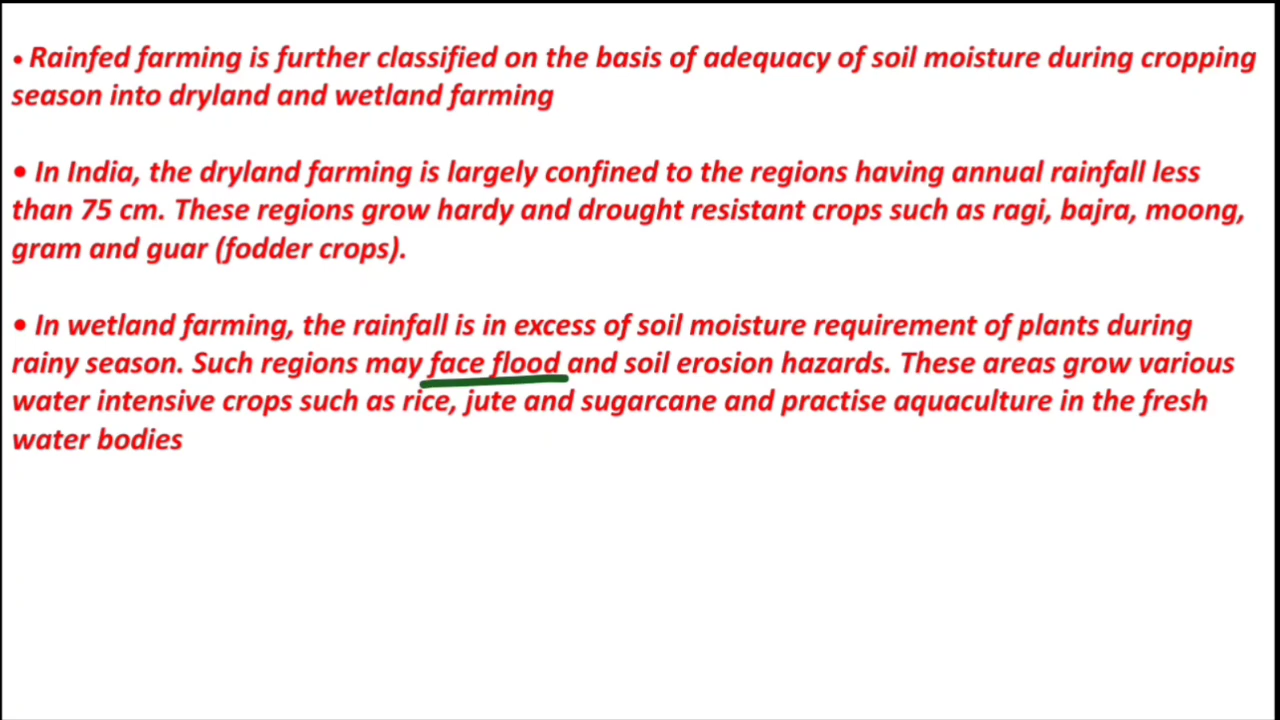 • Rainfed farming is further classified on the basis of adequacy of soil moisture during cropping
season into dryland and wetland farming
• In India, the dryland farming is largely confined to the regions having annual rainfall less
than 75 cm. These regions grow hardy and drought resistant crops such as ragi, bajra, moong,
gram and guar (fodder crops).
• In wetland farming, the rainfall is in excess of soil moisture requirement of plants during
rainy season. Such regions may face flood and soil erosion hazards. These areas grow various
water intensive crops such as rice, jute and sugarcane and practise aquaculture in the fresh
water bodies